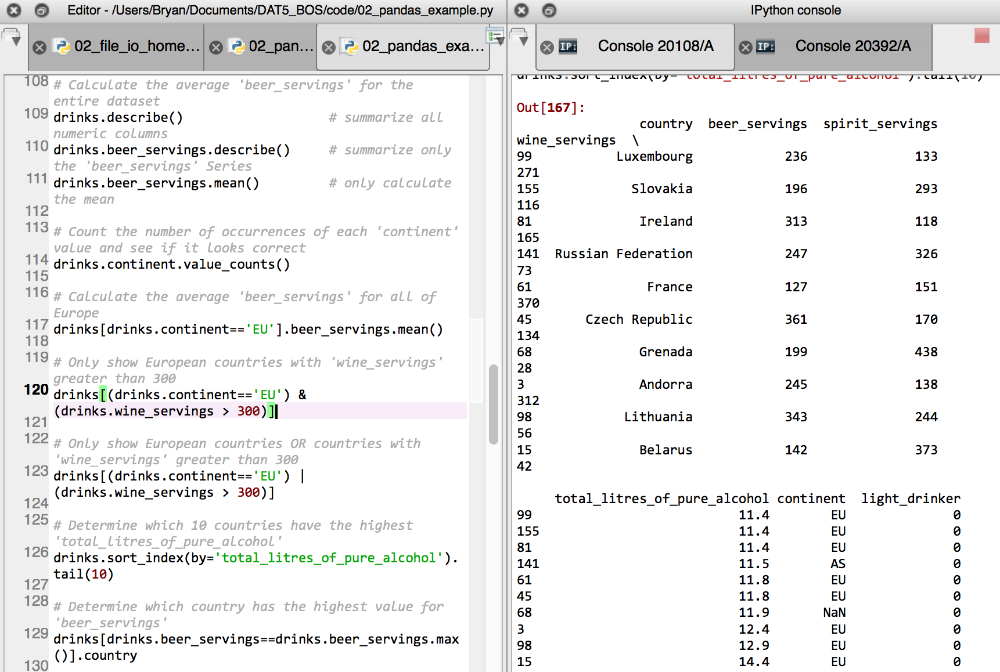 Editor - /Users/Bryan/Documents/DAT5_BOS/code/02_pandas_example.py
02_file_io_home... 02_pan... 02_pandas_exa...
108 # Calculate the average 'beer_servings' for the
entire dataset
109 drinks.describe()                   # summarize all
numeric columns
110 drinks.beer_servings.describe()     # summarize only
the 'beer_servings' Series
111 drinks.beer_servings.mean()         # only calculate
the mean
112
113 # Count the number of occurrences of each 'continent'
value and see if it looks correct
114 drinks.continent.value_counts()
115
116 # Calculate the average 'beer_servings' for all of
Europe
117 drinks[drinks.continent=='EU'].beer_servings.mean()
118
119 # Only show European countries with 'wine_servings'
greater than 300
120 drinks[(drinks.continent=='EU') &
(drinks.wine_servings > 300)]
121
122 # Only show European countries OR countries with
'wine_servings' greater than 300
123 drinks[(drinks.continent=='EU') |
(drinks.wine_servings > 300)]
124
125 # Determine which 10 countries have the highest
'total_litres_of_pure_alcohol'
126 drinks.sort_index(by='total_litres_of_pure_alcohol').
tail(10)
127
128 # Determine which country has the highest value for
'beer_servings'
129 drinks[drinks.beer_servings==drinks.beer_servings.max
()].country
130
IPython console
IP: Console 20108/A IP: Console 20392/A
drinks.sort_index(by='total_litres_of_pure_alcohol').tail(10)
Out[167]:
country  beer_servings  spirit_servings
wine_servings  \
99 Luxembourg 236 133
271
155 Slovakia 196 293
116
81 Ireland 313 118
165
141 Russian Federation 247 326
73
61 France 127 151
370
45 Czech Republic 361 170
134
68 Grenada 199 438
28
3 Andorra 245 138
312
98 Lithuania 343 244
56
15 Belarus 142 373
42
total_litres_of_pure_alcohol continent  light_drinker
99 11.4 EU 0
155 11.4 EU 0
81 11.4 EU 0
141 11.5 AS 0
61 11.8 EU 0
45 11.8 EU 0
68 11.9 NaN 0
3 12.4 EU 0
98 12.9 EU 0
15 14.4 EU 0